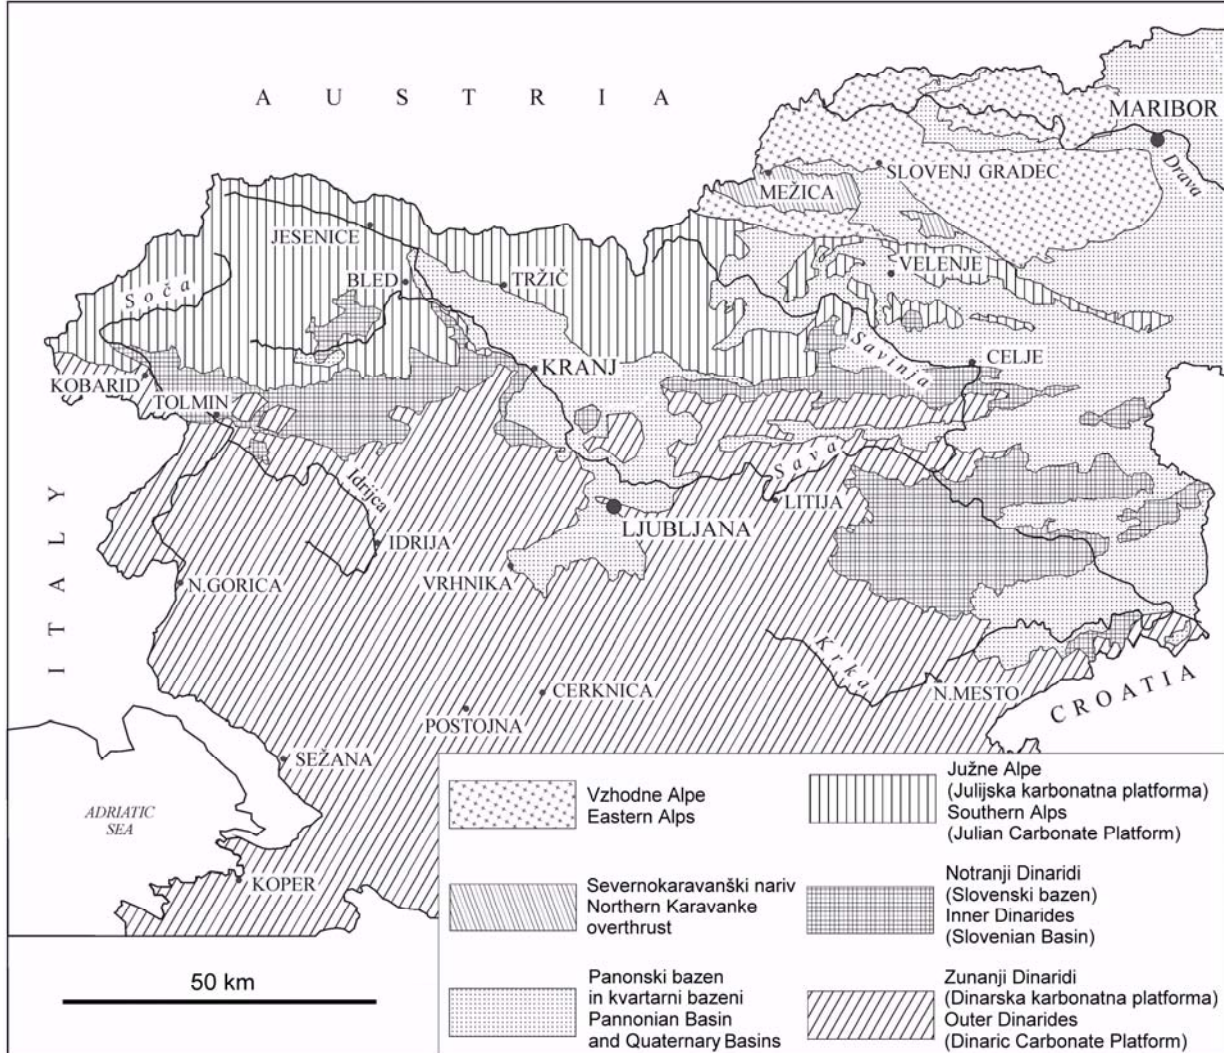 A U S T R I A
MARIBOR
Drava
SLOVENJ GRADEC
MEŽICA
JESENICE
VELENJE
BLED
TRŽIČ
Soča
Savinja
CELJE
KOBARID
KRANJ
TOLMIN
Sava
Idrijca
LITIJA
LJUBLJANA
IDRIJA
VRHNIKA
N.GORICA
I T A L Y
Krka
CERKNICA
N.MESTO
CROATIA
POSTOJNA
SEŽANA
ADRIATIC
SEA
KOPER
50 km
Vzhodne Alpe
Eastern Alps
Severnokaravanški nariv
Northern Karavanke
overthrust
Panonski bazen
in kvartarni bazeni
Pannonian Basin
and Quaternary Basins
Južne Alpe
(Julijska karbonatna platforma)
Southern Alps
(Julian Carbonate Platform)
Notranji Dinaridi
(Slovenski bazen)
Inner Dinarides
(Slovenian Basin)
Zunanji Dinaridi
(Dinarska karbonatna platforma)
Outer Dinarides
(Dinaric Carbonate Platform)